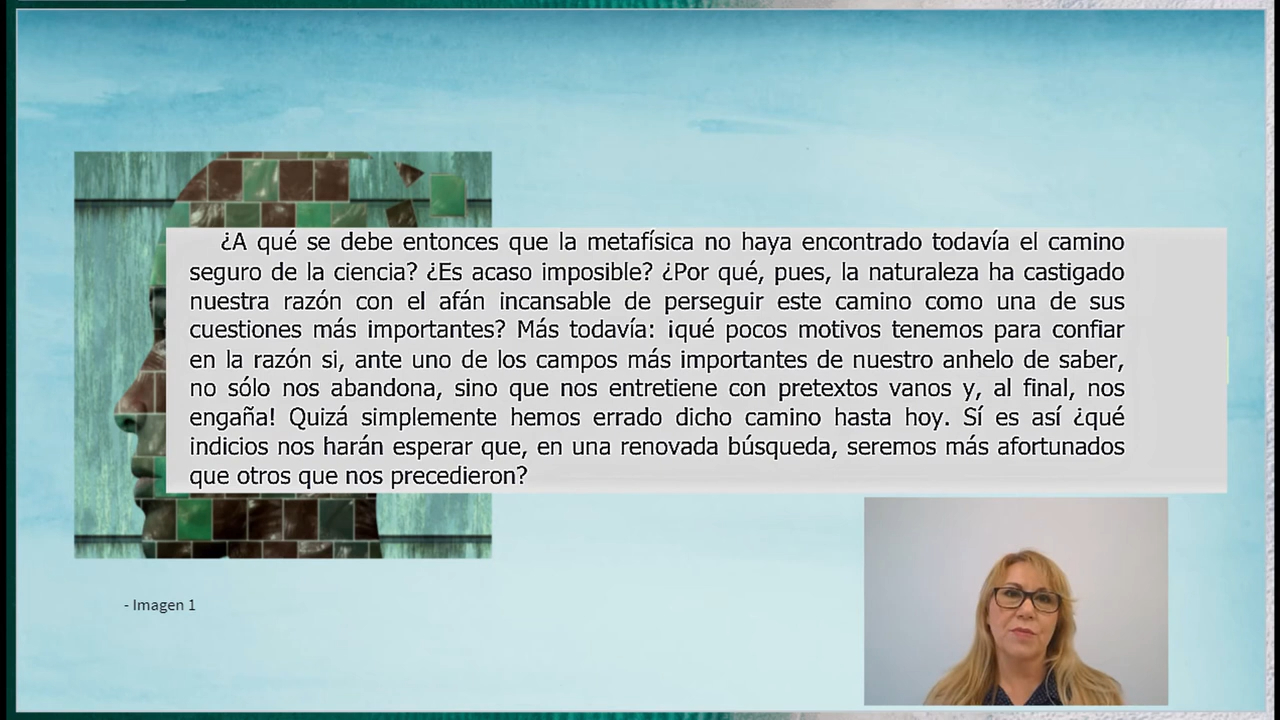 ¿A qué se debe entonces que la metafísica no haya encontrado todavía el camino
seguro de la ciencia? ¿Es acaso imposible? ¿Por qué, pues, la naturaleza ha castigado
nuestra razón con el afán incansable de perseguir este camino como una de sus
cuestiones más importantes? Más todavía: ¡qué pocos motivos tenemos para confiar
en la razón si, ante uno de los campos más importantes de nuestro anhelo de saber,
no sólo nos abandona, sino que nos entretiene con pretextos vanos y, al final, nos
engaña! Quizá simplemente hemos errado dicho camino hasta hoy. Sí es así ¿qué
indicios nos harán esperar que, en una renovada búsqueda, seremos más afortunados
que otros que nos precedieron?
- Imagen 1